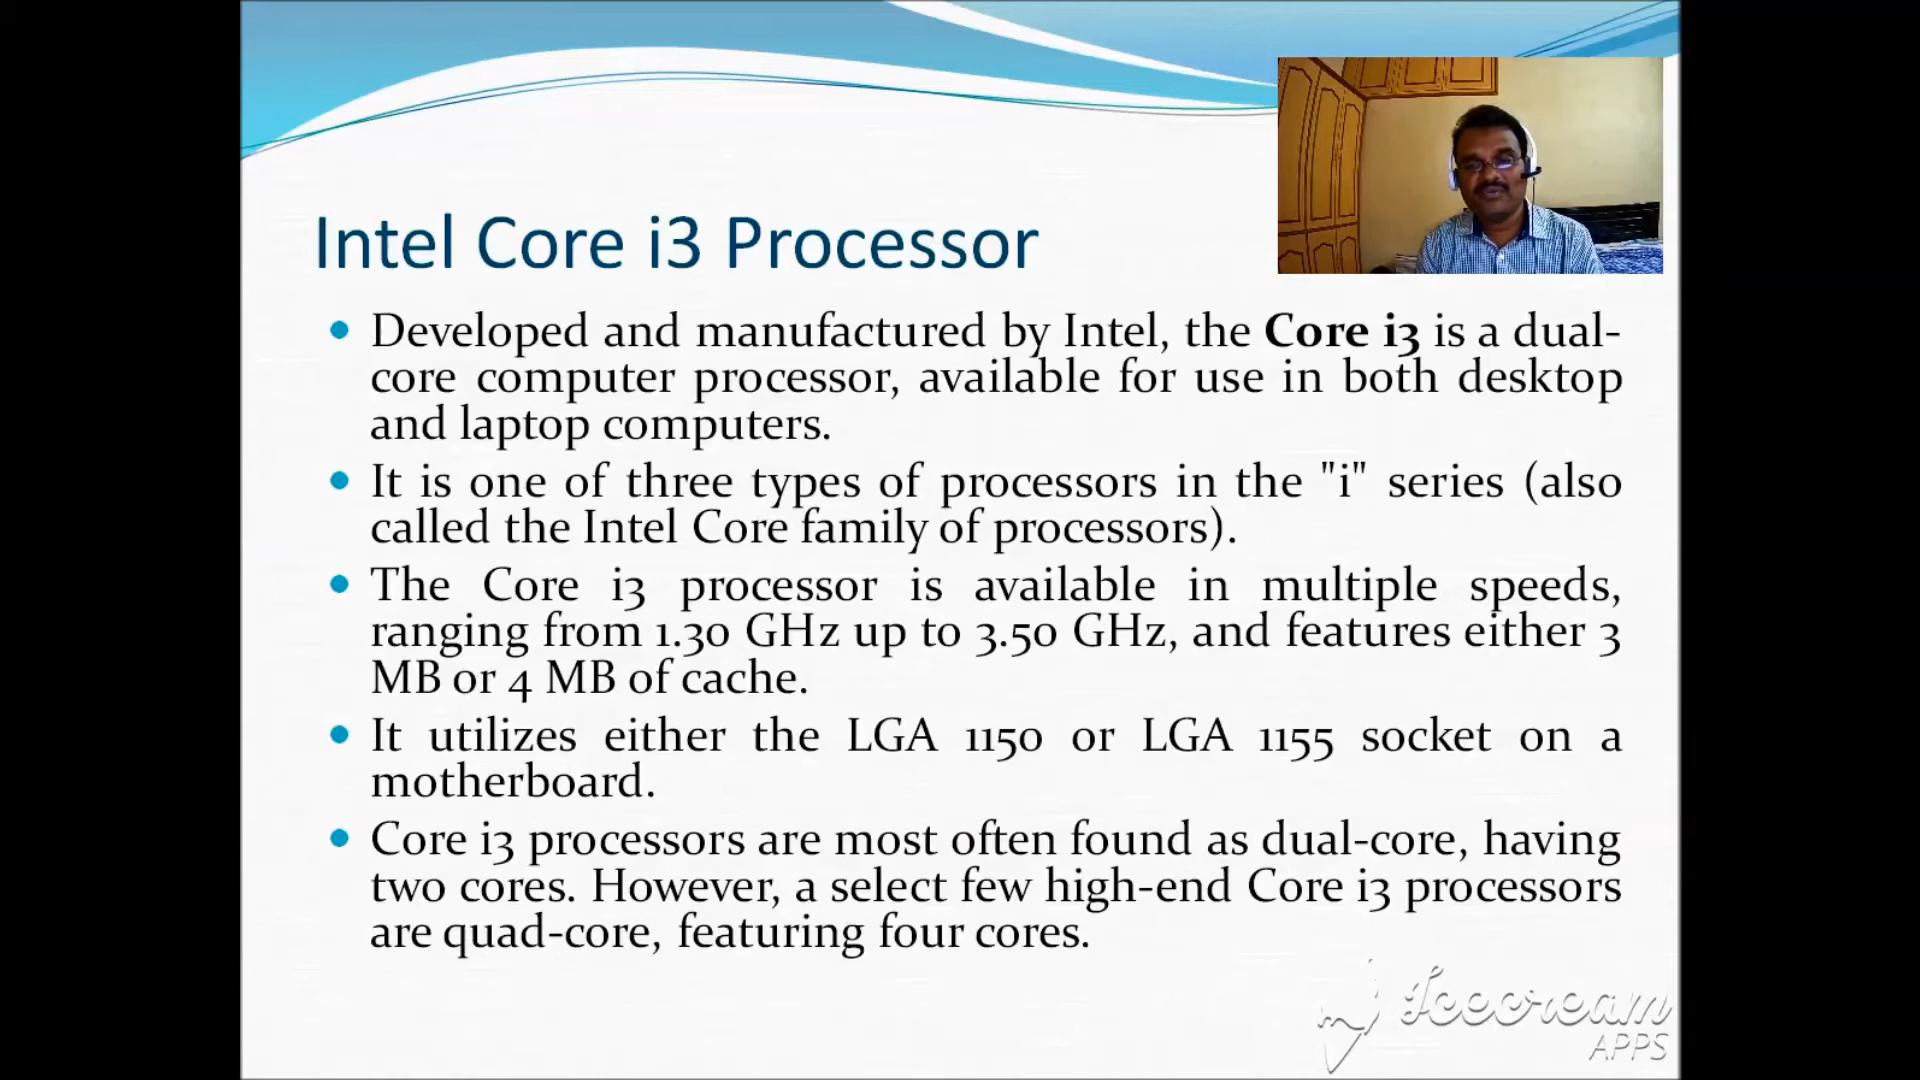 Intel Core i3 Processor
Developed and manufactured by Intel, the Core i3 is a dual-
core computer processor, available for use in both desktop
and laptop computers.
It is one of three types of processors in the "i" series (also
called the Intel Core family of processors).
The Core i3 processor is available in multiple speeds,
ranging from 1.30 GHz up to 3.50 GHz, and features either 3
MB or 4 MB of cache.
It utilizes either the LGA 1150 or LGA 1155 socket on a
motherboard.
Core i3 processors are most often found as dual-core, having
two cores. However, a select few high-end Core i3 processors
are quad-core, featuring four cores.
Icecream
APPS